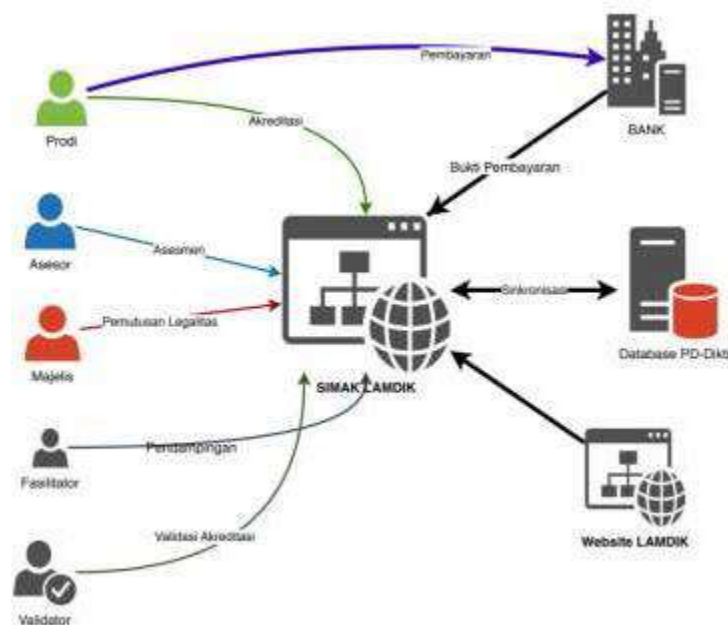 Pembayaran
Prodi
Akreditasi
BANK
Bukti Pembayaran
Asesor
Asesmen
Sinkronisasi
Majelis
Pemutusan Legalitas
Database PD-Dikti
SIMAK LAMDIK
Fasilitator
Pendampingan
Validasi Akreditasi
Website LAMDIK
Validator